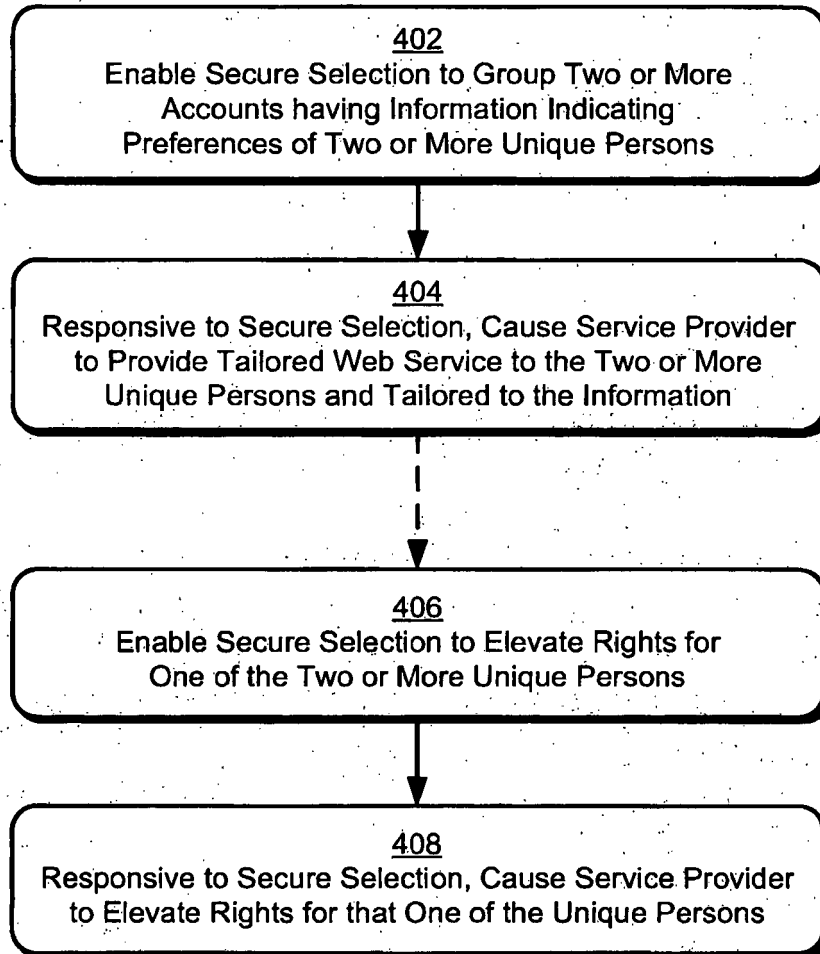 402
Enable Secure Selection to Group Two or More
Accounts having Information Indicating
Preferences of Two or More Unique Persons
404
Responsive to Secure Selection, Cause Service Provider
to Provide Tailored Web Service to the Two or More
Unique Persons and Tailored to the Information
406
Enable Secure Selection to Elevate Rights for
One of the Two or More Unique Persons
408
Responsive to Secure Selection, Cause Service Provider
to Elevate Rights for that One of the Unique Persons